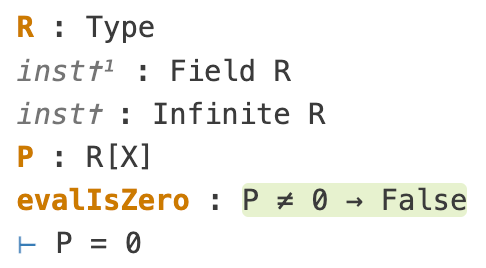 R : Type
inst✝¹ : Field R
inst✝ : Infinite R
P : R[X]
evalIsZero : P ≠ 0 → False
⊢ P = 0